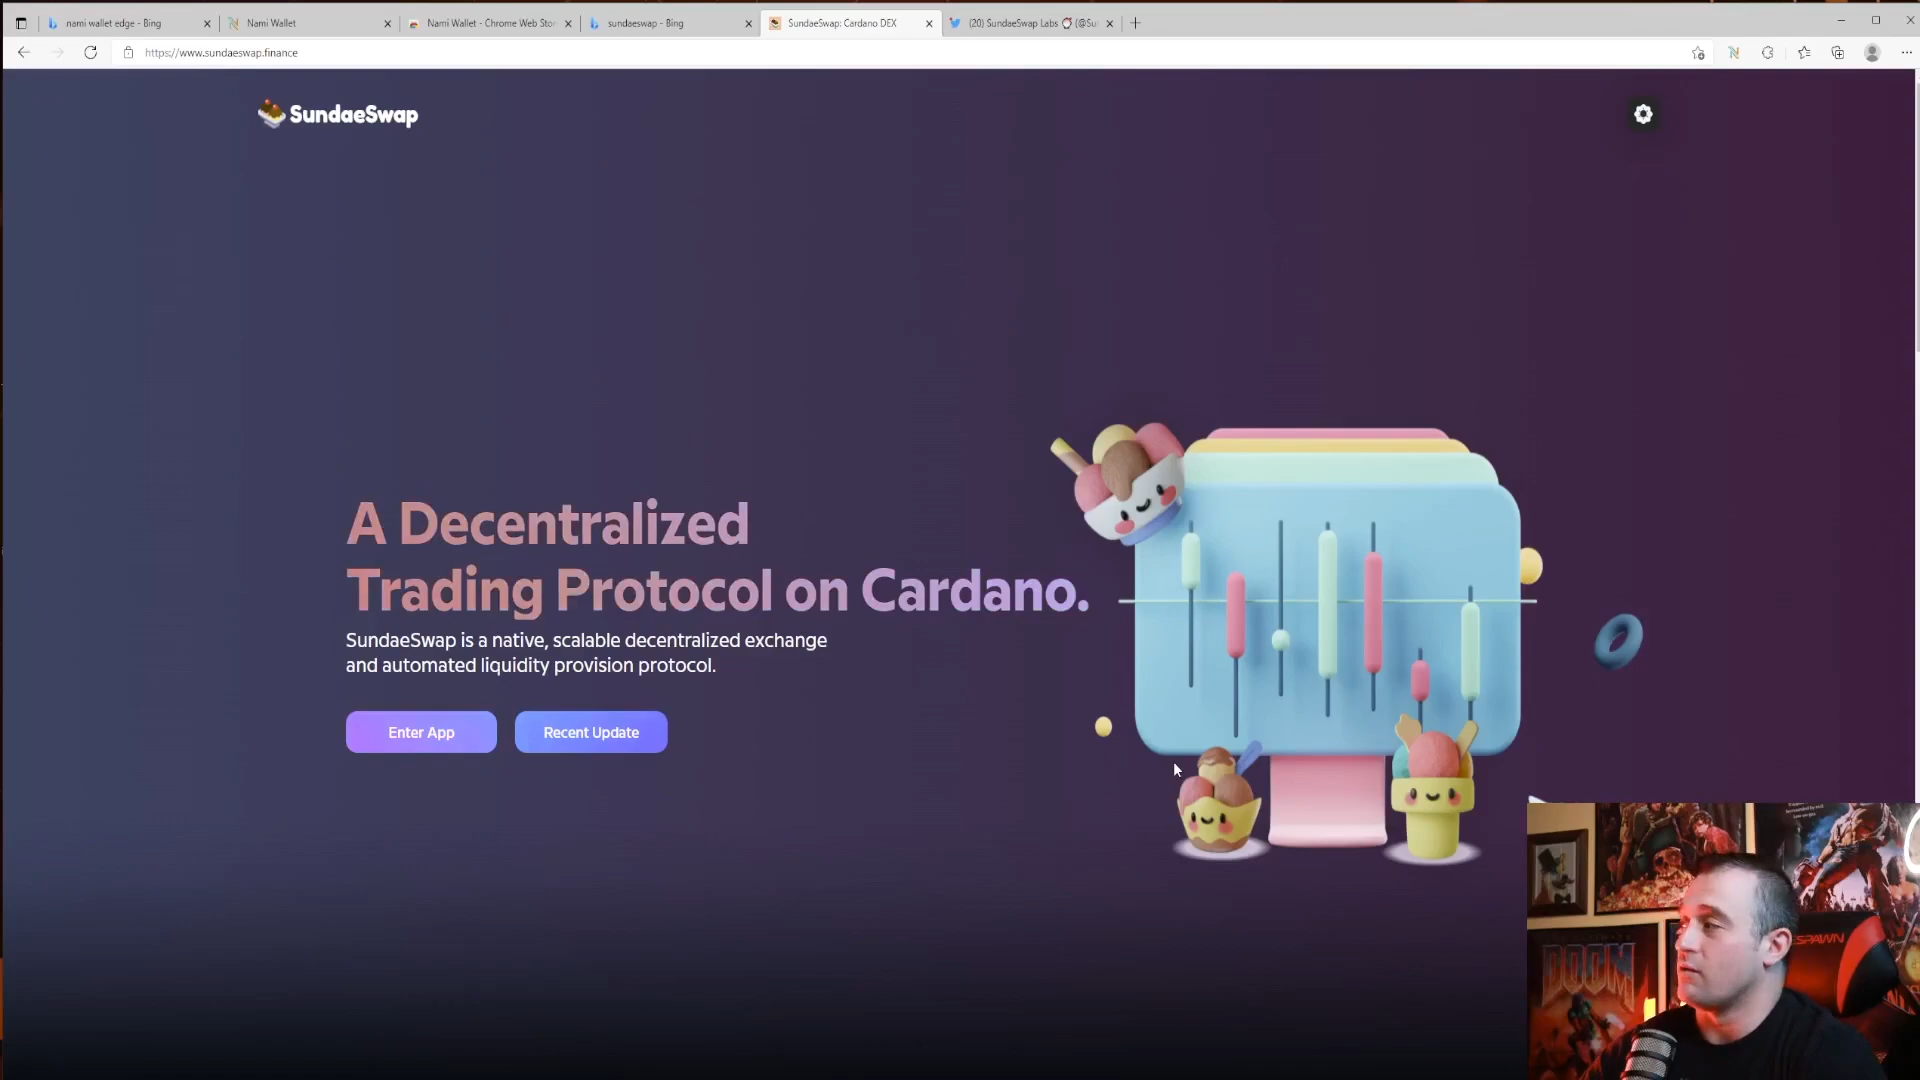 nami wallet edge - Bing
Nami Wallet
Nami Wallet - Chrome Web Stor
sundaeswap - Bing
SundaeSwap: Cardano DEX
(20) SundaeSwap Labs (@Su
https://www.sundaeswap.finance
SundaeSwap
A Decentralized
Trading Protocol on Cardano.
SundaeSwap is a native, scalable decentralized exchange
and automated liquidity provision protocol.
Enter App
Recent Update
DOOM
RESPAWN